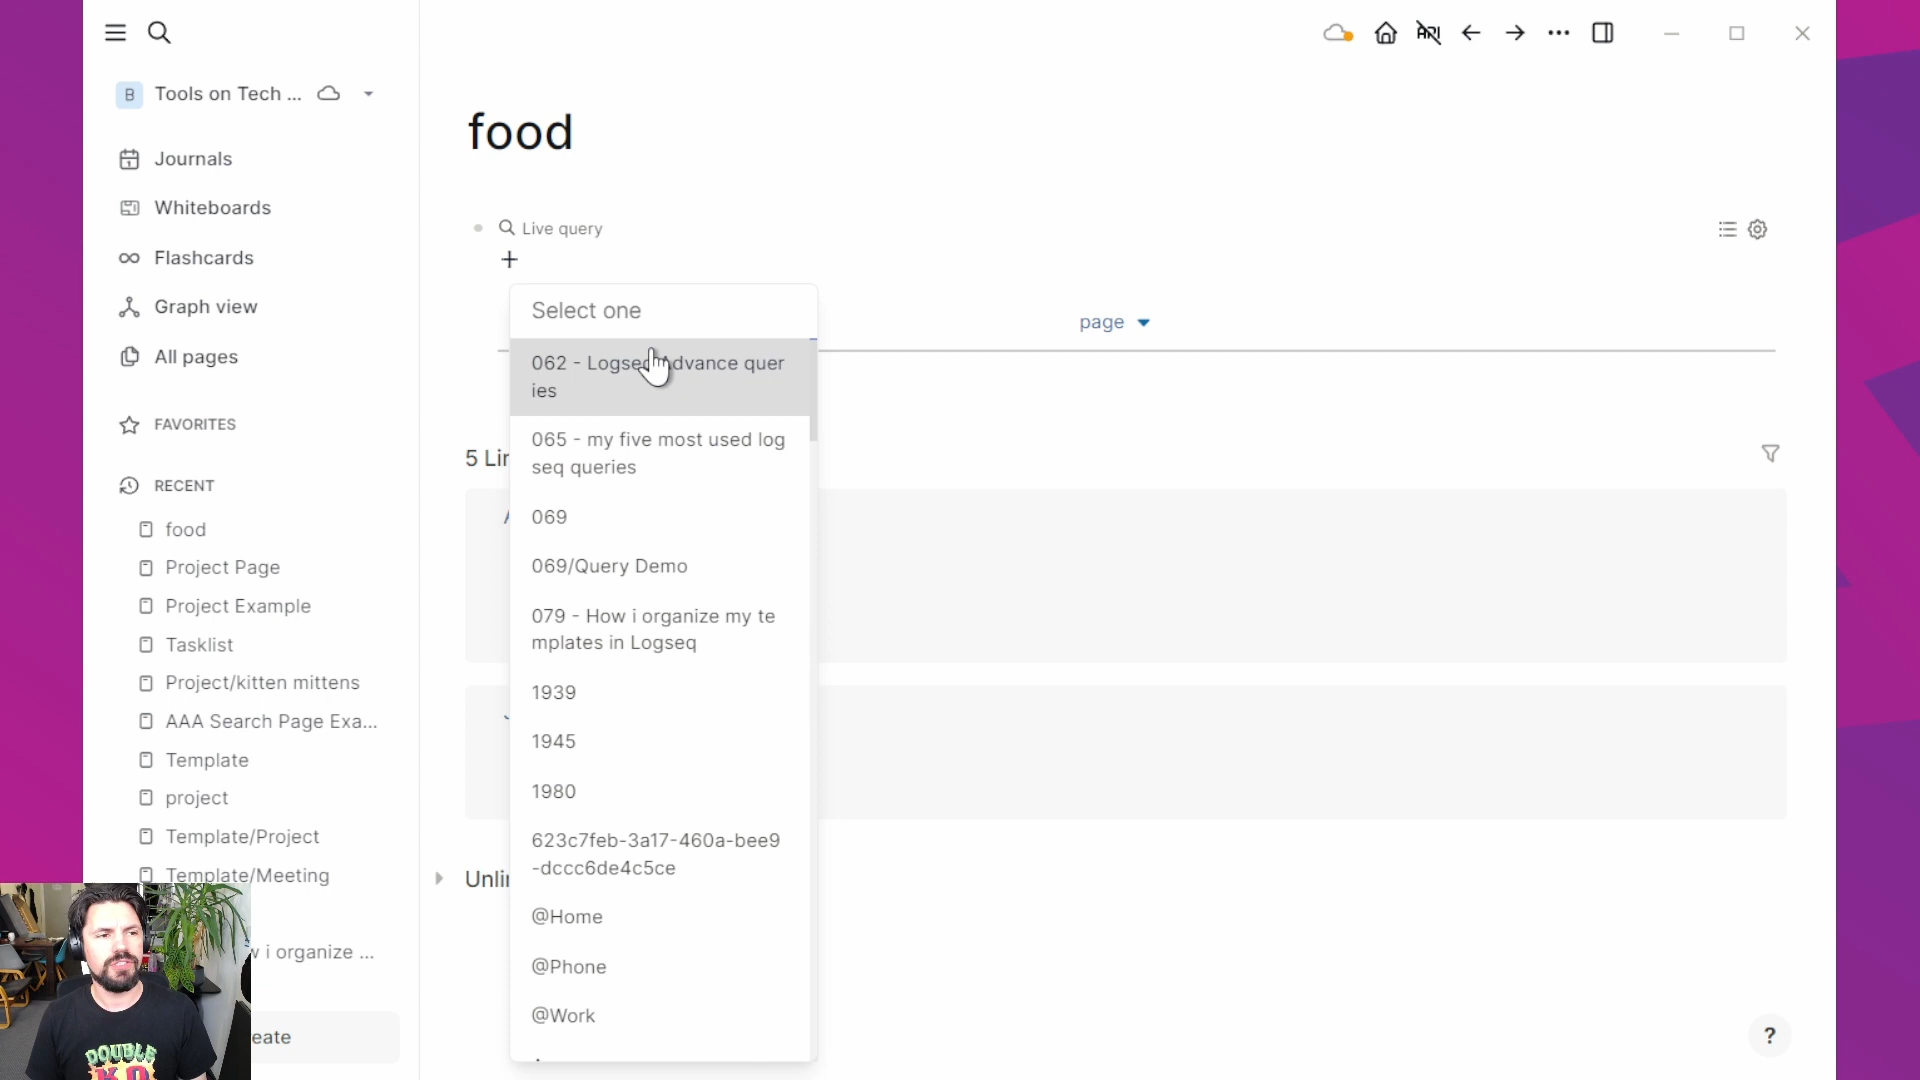 B
Tools on Tech ...
Journals
Whiteboards
Flashcards
Graph view
All pages
FAVORITES
RECENT
food
Project Page
Project Example
Tasklist
Project/kitten mittens
AAA Search Page Exa...
Template
project
Template/Project
Template/Meeting
w i organize ...
eate
DOUBLE
K.O
API
food
Live query
+
Select one
062 - Logseq Advance quer
ies
065 - my five most used log
seq queries
069
069/Query Demo
079 - How i organize my te
mplates in Logseq
1939
1945
1980
623c7feb-3a17-460a-bee9
-dccc6de4c5ce
@Home
@Phone
@Work
page
5 Lin
Unlin
?